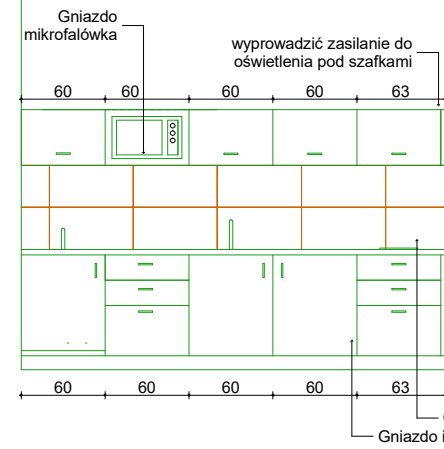 Gniazdo
mikrofalówka
wyprowadzić zasilanie do
oświetlenia pod szafkami
60 60 60 60 63
60 60 60 60 63
Gniazdo i